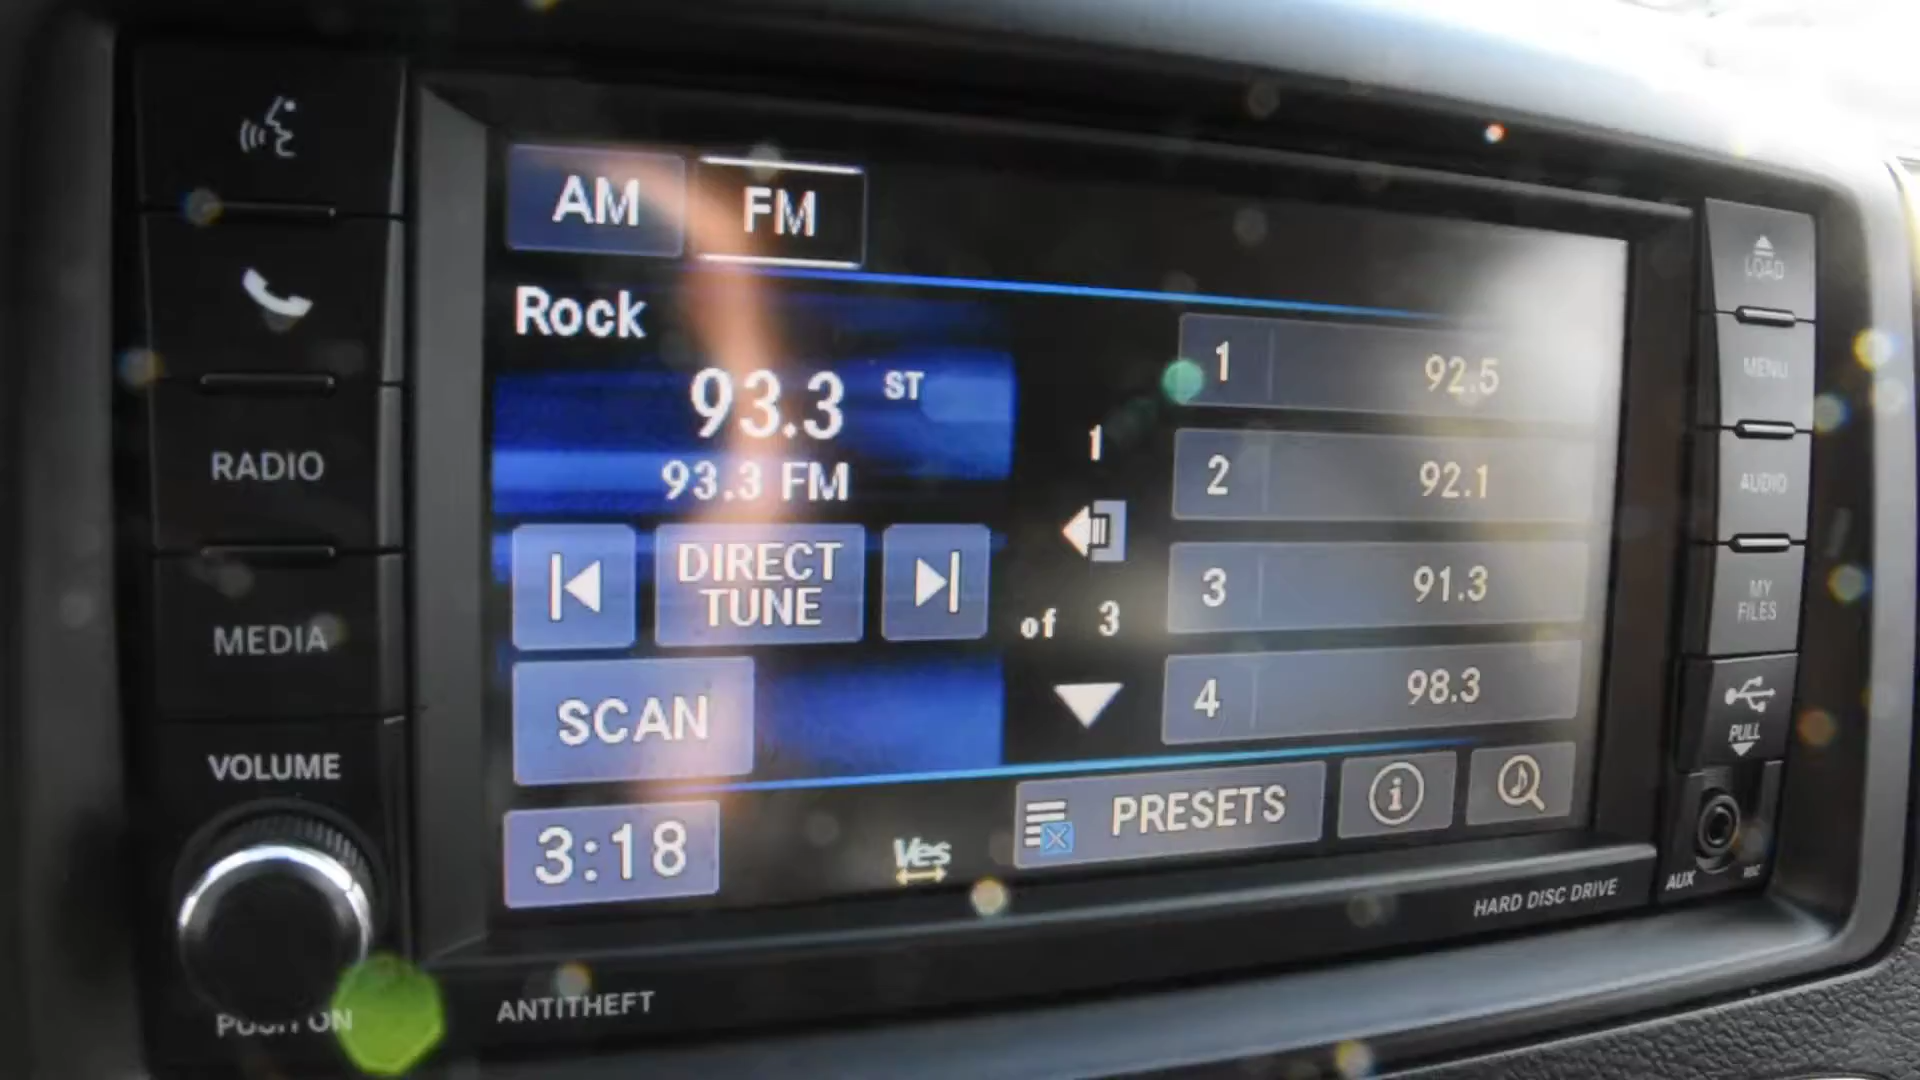 AM
FM
Rock
93.3 ST
93.3 FM
DIRECT
TUNE
SCAN
3:18
1
of 3
1 92.5
2 92.1
3 91.3
4 98.3
PRESETS
i
Ves
RADIO
MEDIA
VOLUME
PUSH ON
ANTITHEFT
HARD DISC DRIVE
LOAD
MENU
AUDIO
MY
FILES
PULL
AUX